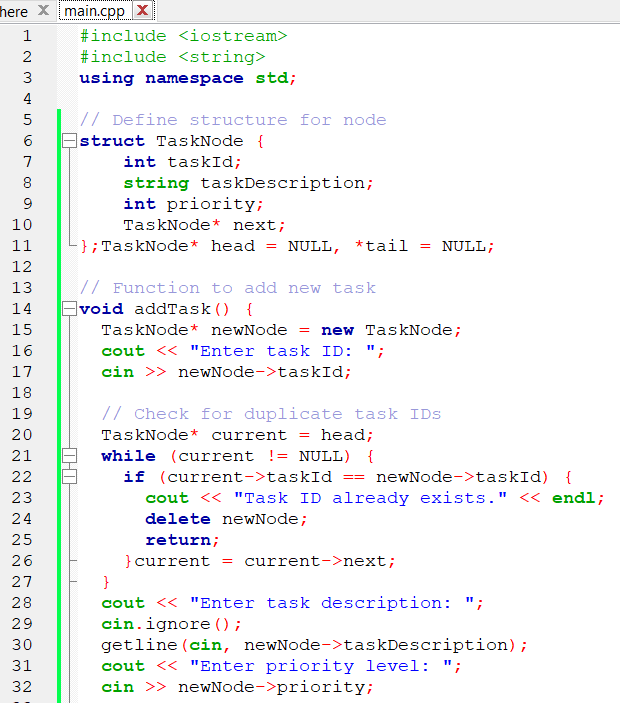 here X main.cpp X
1 #include <iostream>
2 #include <string>
3 using namespace std;
4
5 // Define structure for node
6 struct TaskNode {
7 int taskId;
8 string taskDescription;
9 int priority;
10 TaskNode* next;
11 };TaskNode* head = NULL, *tail = NULL;
12
13 // Function to add new task
14 void addTask() {
15 TaskNode* newNode = new TaskNode;
16 cout << "Enter task ID: ";
17 cin >> newNode->taskId;
18
19 // Check for duplicate task IDs
20 TaskNode* current = head;
21 while (current != NULL) {
22 if (current->taskId == newNode->taskId) {
23 cout << "Task ID already exists." << endl;
24 delete newNode;
25 return;
26 }current = current->next;
27 }
28 cout << "Enter task description: ";
29 cin.ignore();
30 getline(cin, newNode->taskDescription);
31 cout << "Enter priority level: ";
32 cin >> newNode->priority;